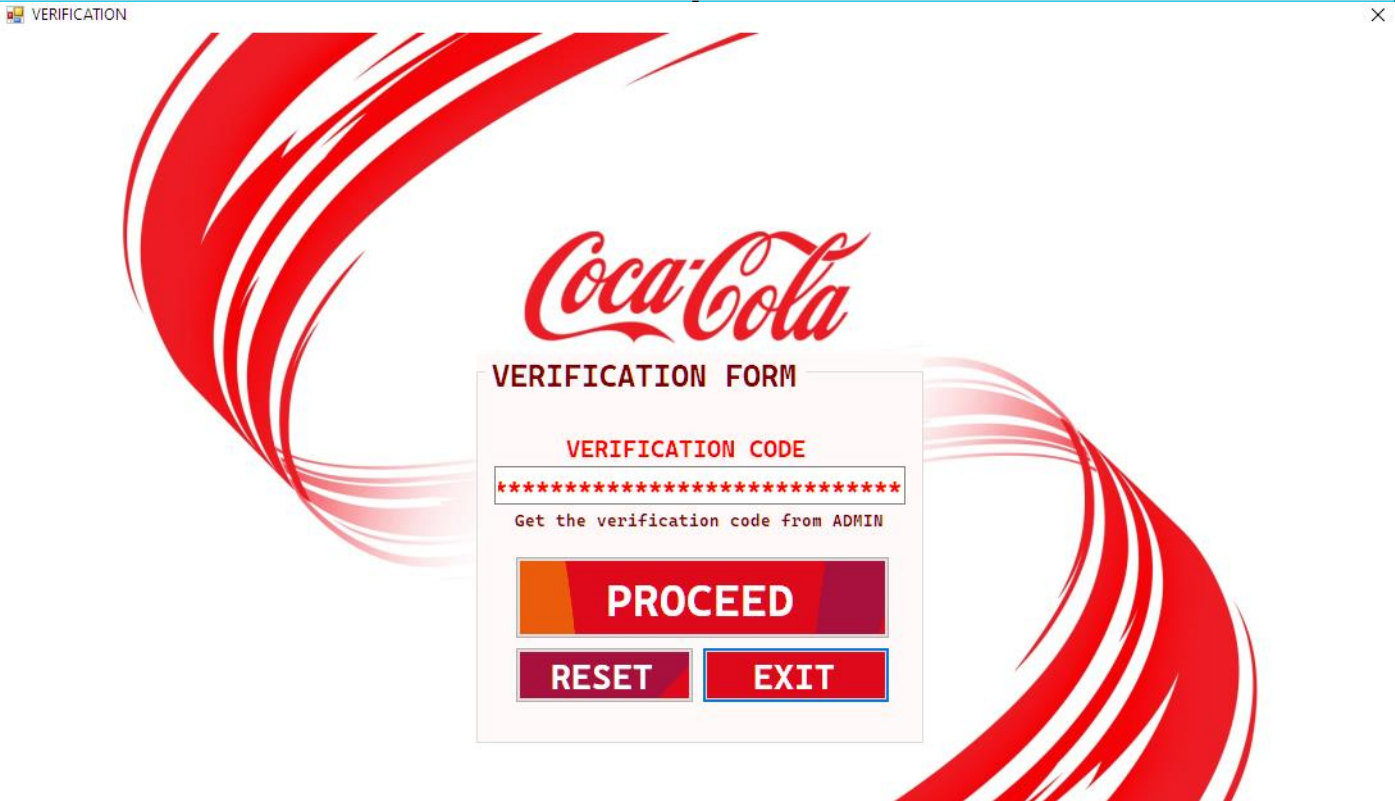 VERIFICATION
Coca-Cola
VERIFICATION FORM
VERIFICATION CODE
*****************************
Get the verification code from ADMIN
PROCEED
RESET
EXIT